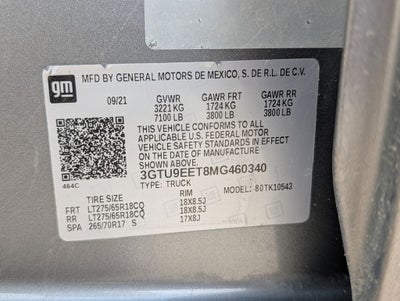 gm
MFD BY GENERAL MOTORS DE MEXICO, S. DE R.L. DE C.V.
09/21 GVWR GAWR FRT GAWR RR
3221 KG 1724 KG 1724 KG
7100 LB 3800 LB 3800 LB
THIS VEHICLE CONFORMS TO ALL
APPLICABLE U.S. FEDERAL MOTOR
VEHICLE SAFETY STANDARDS IN
EFFECT ON THE DATE OF
MANUFACTURE SHOWN ABOVE.
3GTU9EET8MG460340
464C TYPE: TRUCK
MODEL: 80TK10543
TIRE SIZE RIM
FRT LT275/65R18CQ 18X8.5J
RR LT275/65R18CQ 18X8.5J
SPA 265/70R17 S 17X8J